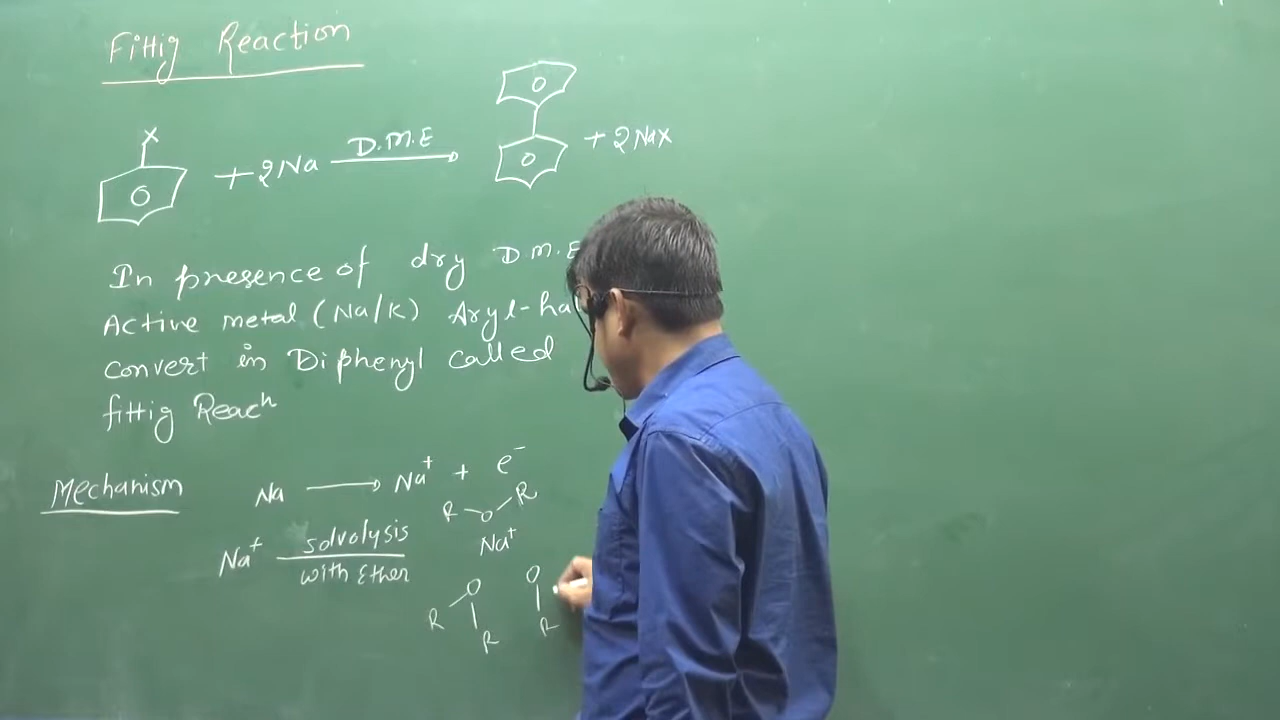 Fittig Reaction
X
+ 2Na D.M.E + 2NaX
In presence of dry D.M.E
Active metal (Na/K) Aryl-ha
convert in Diphenyl called
fittig Reacⁿ
Mechanism Na → Na⁺ + e⁻
R-O-R
Na⁺ solvolysis Na⁺
with Ether
O O
R R R